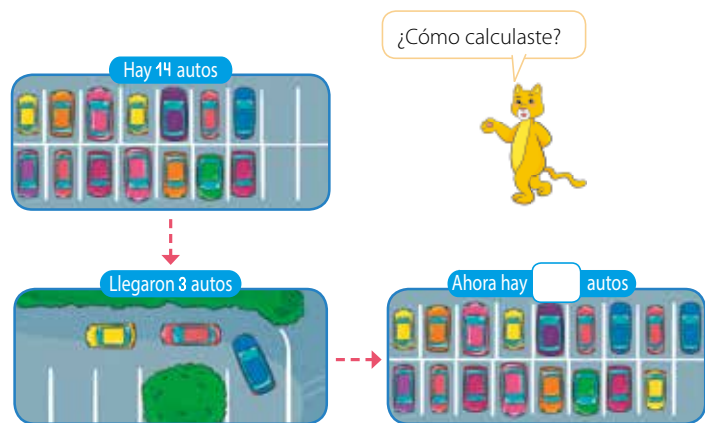 ¿Cómo calculaste?
Hay 14 autos
Llegaron 3 autos
Ahora hay autos